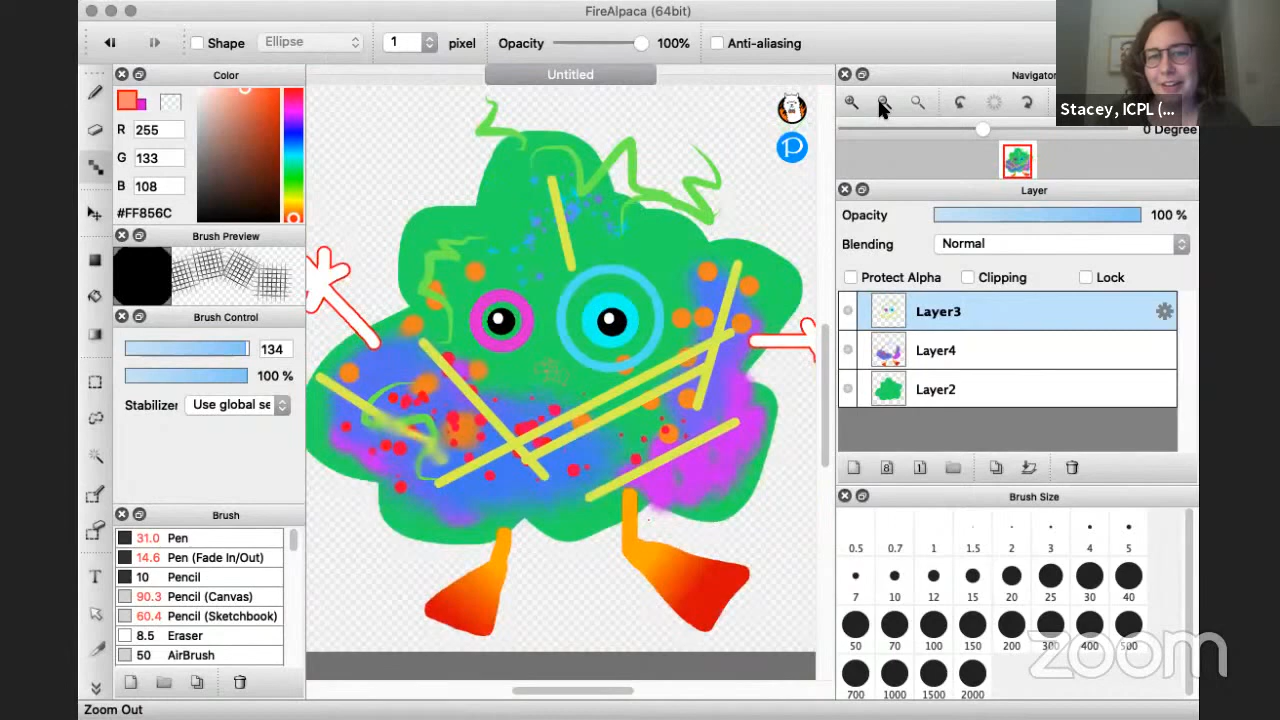 FireAlpaca (64bit)
Shape
Ellipse
1
pixel
Opacity
100%
Anti-aliasing
Color
Untitled
Navigator
Stacey, ICPL (...
R 255
G 133
B 108
#FF856C
0 Degree
Brush Preview
Layer
Opacity
100 %
Blending
Normal
Protect Alpha
Clipping
Lock
Brush Control
134
100 %
Stabilizer
Use global se
Layer3
Layer4
Layer2
8
1
Brush
31.0 Pen
14.6 Pen (Fade In/Out)
10 Pencil
90.3 Pencil (Canvas)
60.4 Pencil (Sketchbook)
8.5 Eraser
50 AirBrush
Brush Size
0.5 0.7 1 1.5 2 3 4 5
7 10 12 15 20 25 30 40
50 70 100 150 200 300 400 500
700 1000 1500 2000
zoom
Zoom Out